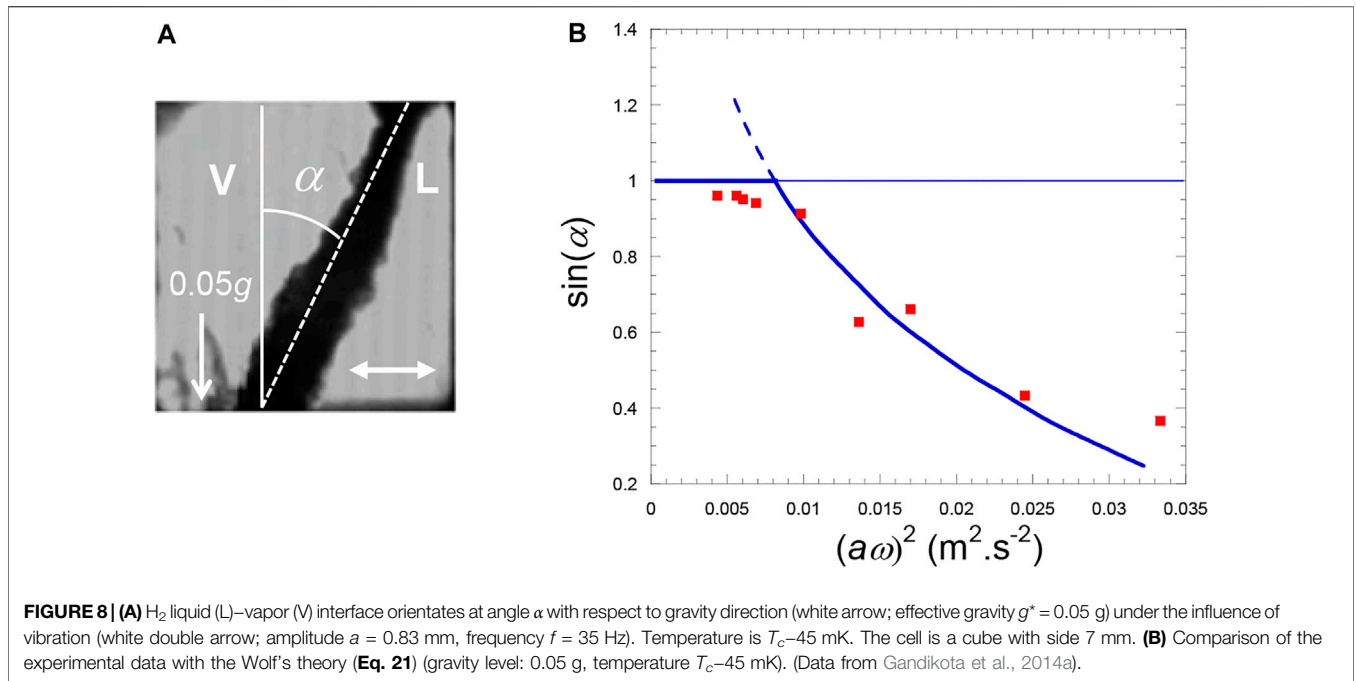 A
V
α
L
0.05g
B
1.4
1.2
1
0.8
0.6
0.4
0.2
sin(α)
0
0.005
0.01
0.015
0.02
0.025
0.03
0.035
(aω)² (m².s⁻²)
FIGURE 8 | (A) H₂ liquid (L)–vapor (V) interface orientates at angle α with respect to gravity direction (white arrow; effective gravity g* = 0.05 g) under the influence of
vibration (white double arrow; amplitude a = 0.83 mm, frequency f = 35 Hz). Temperature is T_c–45 mK. The cell is a cube with side 7 mm. (B) Comparison of the
experimental data with the Wolf's theory (Eq. 21) (gravity level: 0.05 g, temperature T_c–45 mK). (Data from Gandikota et al., 2014a).